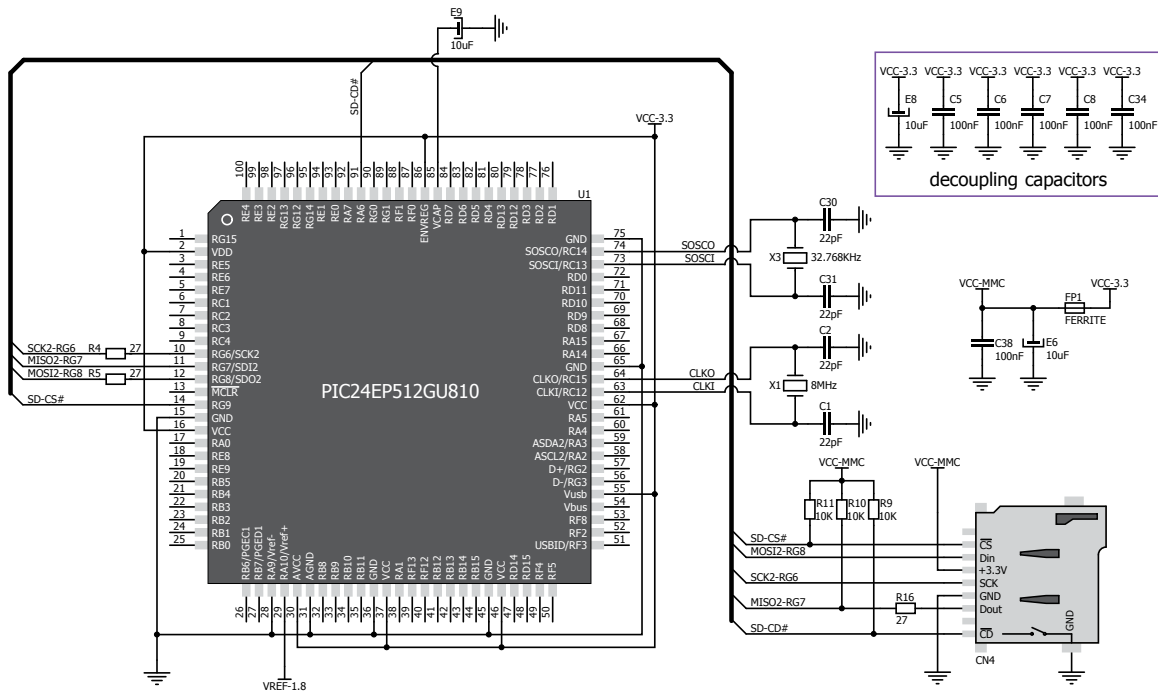 E9
10uF
SD-CD#
VCC-3.3
VCC-3.3 VCC-3.3 VCC-3.3 VCC-3.3 VCC-3.3 VCC-3.3
E8 C5 C6 C7 C8 C34
10uF 100nF 100nF 100nF 100nF 100nF
decoupling capacitors
100 99 98 97 96 95 94 93 92 91 90 89 88 87 86 85 84 83 82 81 80 79 78 77 76
U1
RE4 RE3 RE2 RG13 RG12 RG14 RE1 RE0 RA7 RA6 RG0 RG1 RF1 RF0 ENVREG VCAP RD7 RD6 RD5 RD4 RD13 RD12 RD3 RD2 RD1
1 RG15
2 VDD
3 RE5
4 RE6
5 RE7
6 RC1
7 RC2
8 RC3
9 RC4
SCK2-RG6 R4 27 10 RG6/SCK2
MISO2-RG7 11 RG7/SDI2
MOSI2-RG8 R5 27 12 RG8/SDO2
13 MCLR
SD-CS# 14 RG9
15 GND
16 VCC
17 RA0
18 RE8
19 RE9
20 RB5
21 RB4
22 RB3
23 RB2
24 RB1
25 RB0
PIC24EP512GU810
GND 75
SOSCO/RC14 74 SOSCO
SOSCI/RC13 73 SOSCI
RD0 72
RD11 71
RD10 70
RD9 69
RD8 68
RA15 67
RA14 66
GND 65
CLKO/RC15 64 CLKO
CLKI/RC12 63 CLKI
VCC 62
RA5 61
RA4 60
ASDA2/RA3 59
ASCL2/RA2 58
D+/RG2 57
D-/RG3 56
Vusb 55
Vbus 54
RF8 53
RF2 52
USBID/RF3 51
RB6/PGEC1 RB7/PGED1 RA9/Vref- RA10/Vref+ AVCC AGND RB8 RB9 RB10 RB11 GND VCC RA1 RF13 RF12 RB12 RB13 RB14 RB15 GND VCC RD14 RD15 RF4 RF5
26 27 28 29 30 31 32 33 34 35 36 37 38 39 40 41 42 43 44 45 46 47 48 49 50
VREF-1.8
C30
22pF
X3 32.768KHz
C31
22pF
C2
22pF
X1 8MHz
C1
22pF
VCC-MMC VCC-3.3
FP1
FERRITE
C38
100nF
E6
10uF
VCC-MMC VCC-MMC
R11 R10 R9
10K 10K 10K
SD-CS# CS
MOSI2-RG8 Din
+3.3V
SCK2-RG6 SCK
GND
MISO2-RG7 R16 Dout
27
SD-CD# CD
GND
CN4